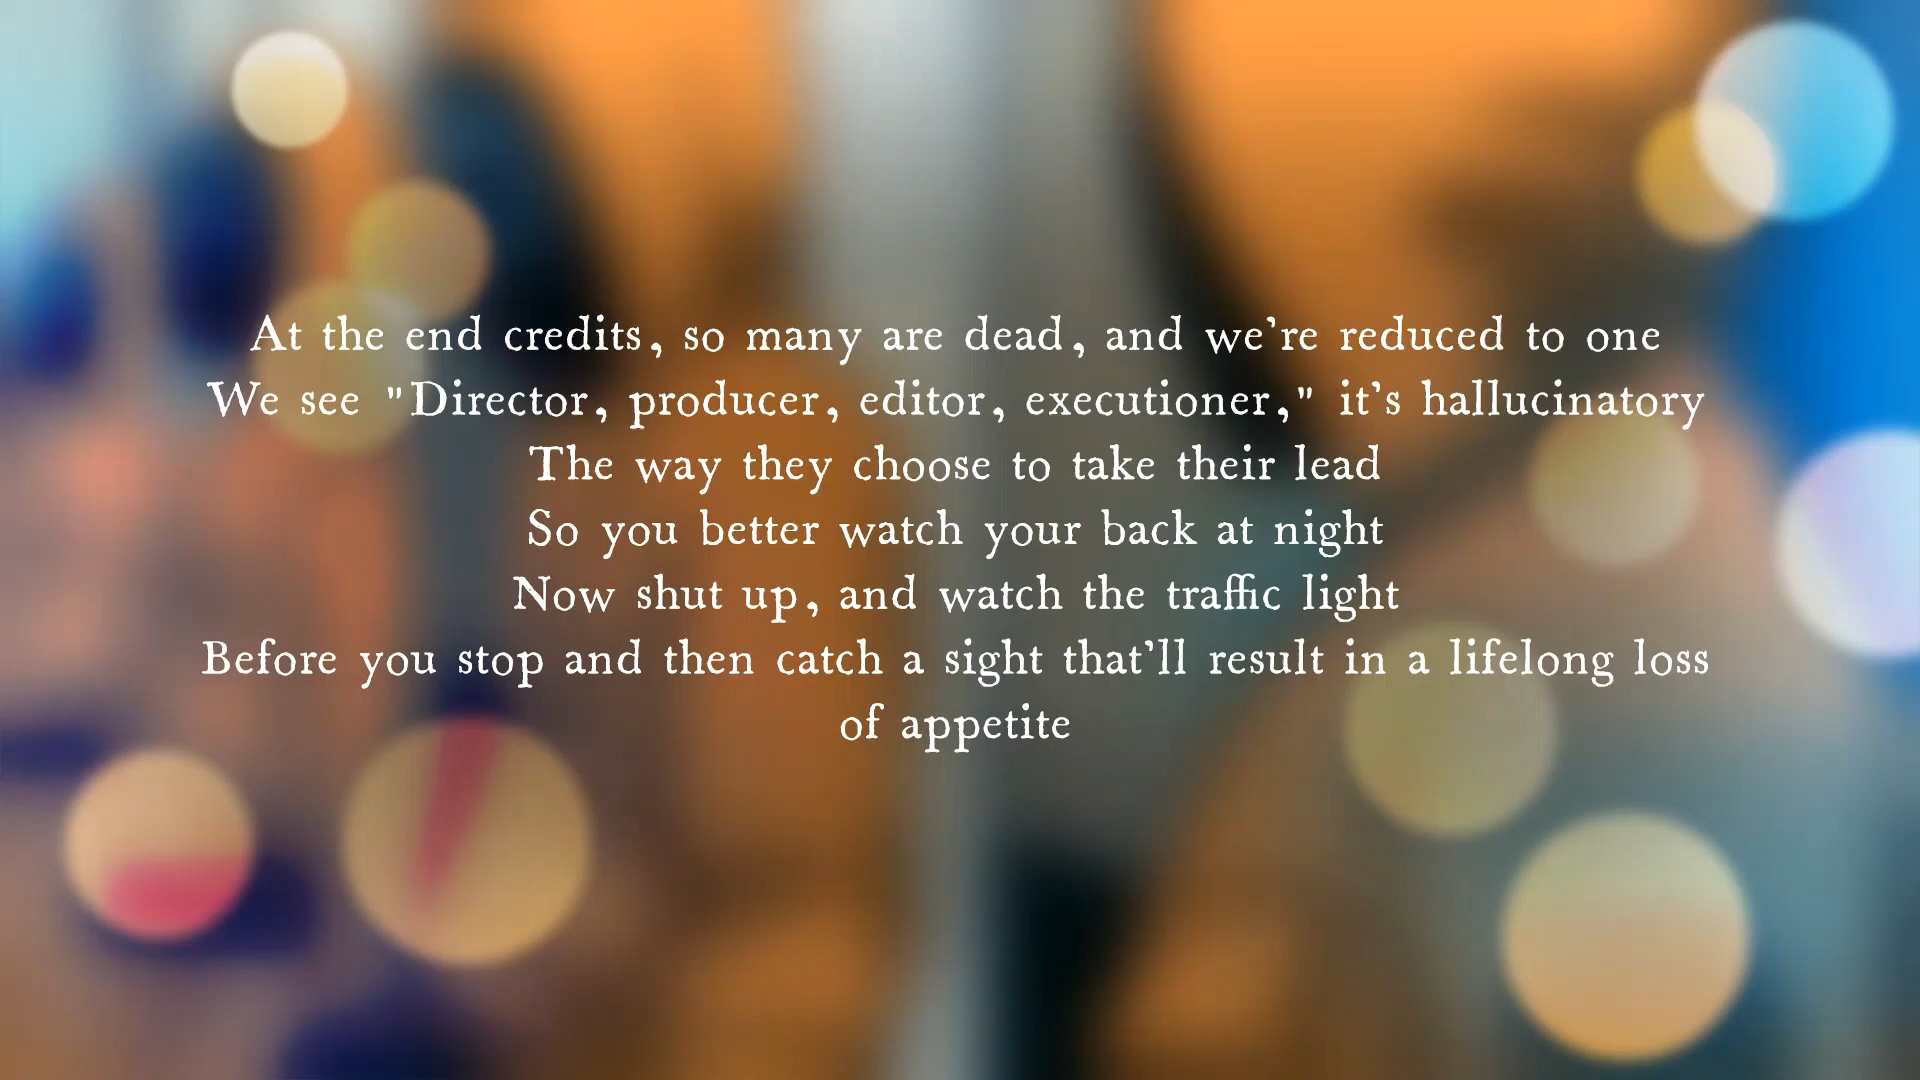 At the end credits, so many are dead, and we're reduced to one
We see "Director, producer, editor, executioner," it's hallucinatory
The way they choose to take their lead
So you better watch your back at night
Now shut up, and watch the traffic light
Before you stop and then catch a sight that'll result in a lifelong loss
of appetite